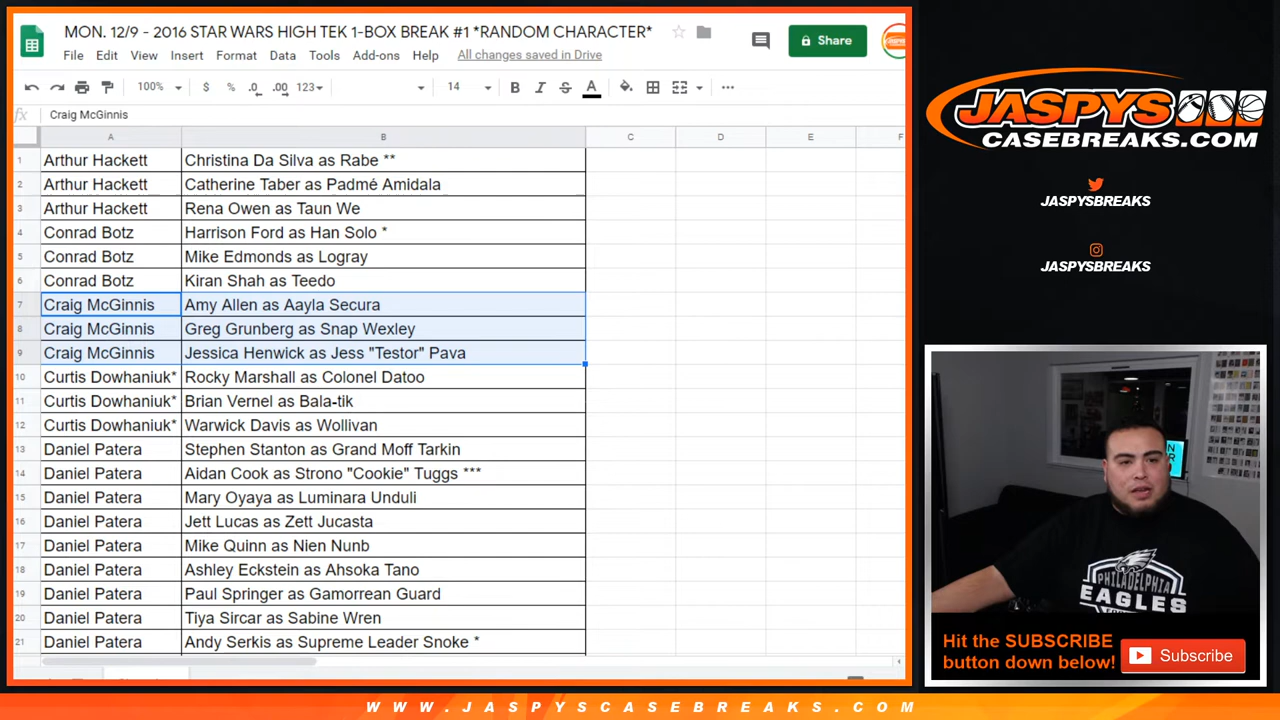 MON. 12/9 - 2016 STAR WARS HIGH TEK 1-BOX BREAK #1 *RANDOM CHARACTER*
Share
File Edit View Insert Format Data Tools Add-ons Help All changes saved in Drive
100% $ % .0 .00 123 14 B I S A
fx Craig McGinnis
A B C D E F
1 Arthur Hackett Christina Da Silva as Rabe **
2 Arthur Hackett Catherine Taber as Padmé Amidala
3 Arthur Hackett Rena Owen as Taun We
4 Conrad Botz Harrison Ford as Han Solo *
5 Conrad Botz Mike Edmonds as Logray
6 Conrad Botz Kiran Shah as Teedo
7 Craig McGinnis Amy Allen as Aayla Secura
8 Craig McGinnis Greg Grunberg as Snap Wexley
9 Craig McGinnis Jessica Henwick as Jess "Testor" Pava
10 Curtis Dowhaniuk* Rocky Marshall as Colonel Datoo
11 Curtis Dowhaniuk* Brian Vernel as Bala-tik
12 Curtis Dowhaniuk* Warwick Davis as Wollivan
13 Daniel Patera Stephen Stanton as Grand Moff Tarkin
14 Daniel Patera Aidan Cook as Strono "Cookie" Tuggs ***
15 Daniel Patera Mary Oyaya as Luminara Unduli
16 Daniel Patera Jett Lucas as Zett Jucasta
17 Daniel Patera Mike Quinn as Nien Nunb
18 Daniel Patera Ashley Eckstein as Ahsoka Tano
19 Daniel Patera Paul Springer as Gamorrean Guard
20 Daniel Patera Tiya Sircar as Sabine Wren
21 Daniel Patera Andy Serkis as Supreme Leader Snoke *
JASPYS
CASEBREAKS.COM
JASPYSBREAKS
JASPYSBREAKS
PHILADELPHIA
EAGLES
Hit the SUBSCRIBE
button down below!
Subscribe
WWW.JASPYSCASEBREAKS.COM